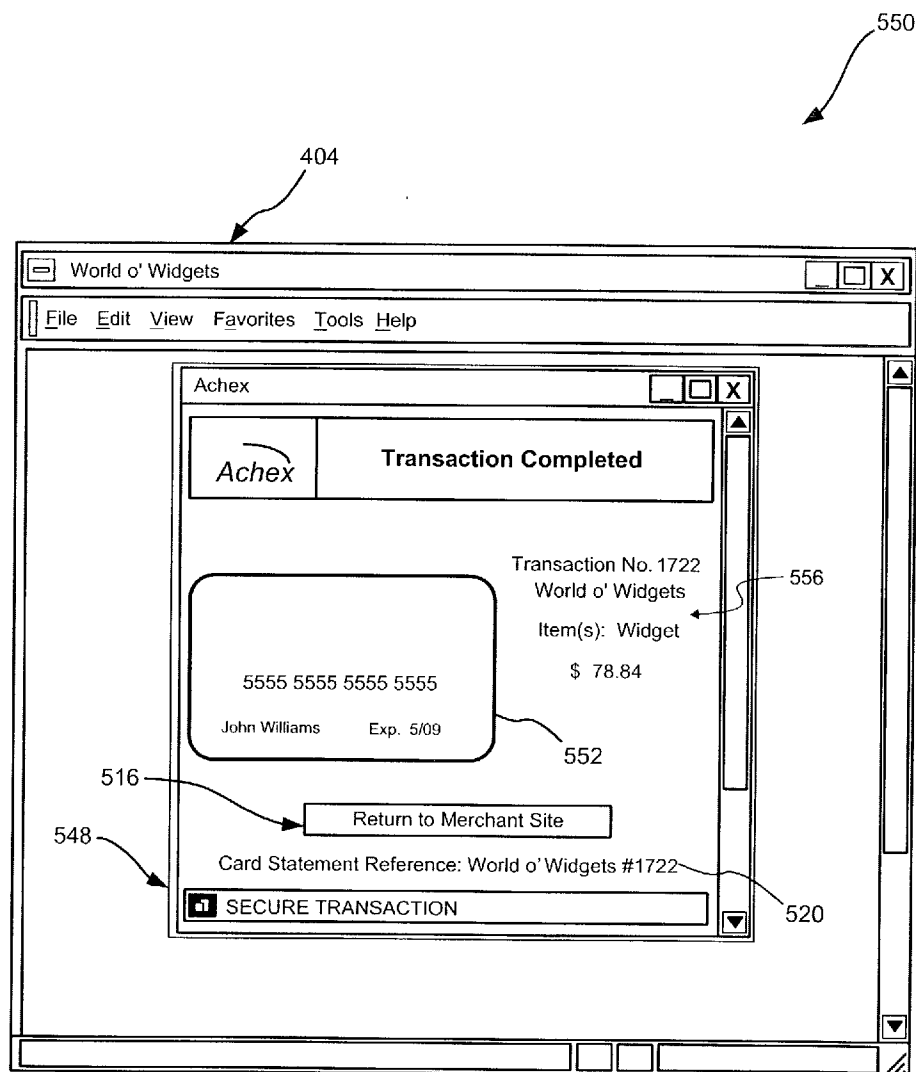 550
404
World o' Widgets
_ X
File Edit View Favorites Tools Help
Achex
_ X
Achex
Transaction Completed
Transaction No. 1722
World o' Widgets
556
Item(s): Widget
$ 78.84
5555 5555 5555 5555
John Williams Exp. 5/09
552
516
Return to Merchant Site
548
Card Statement Reference: World o' Widgets #1722
520
SECURE TRANSACTION